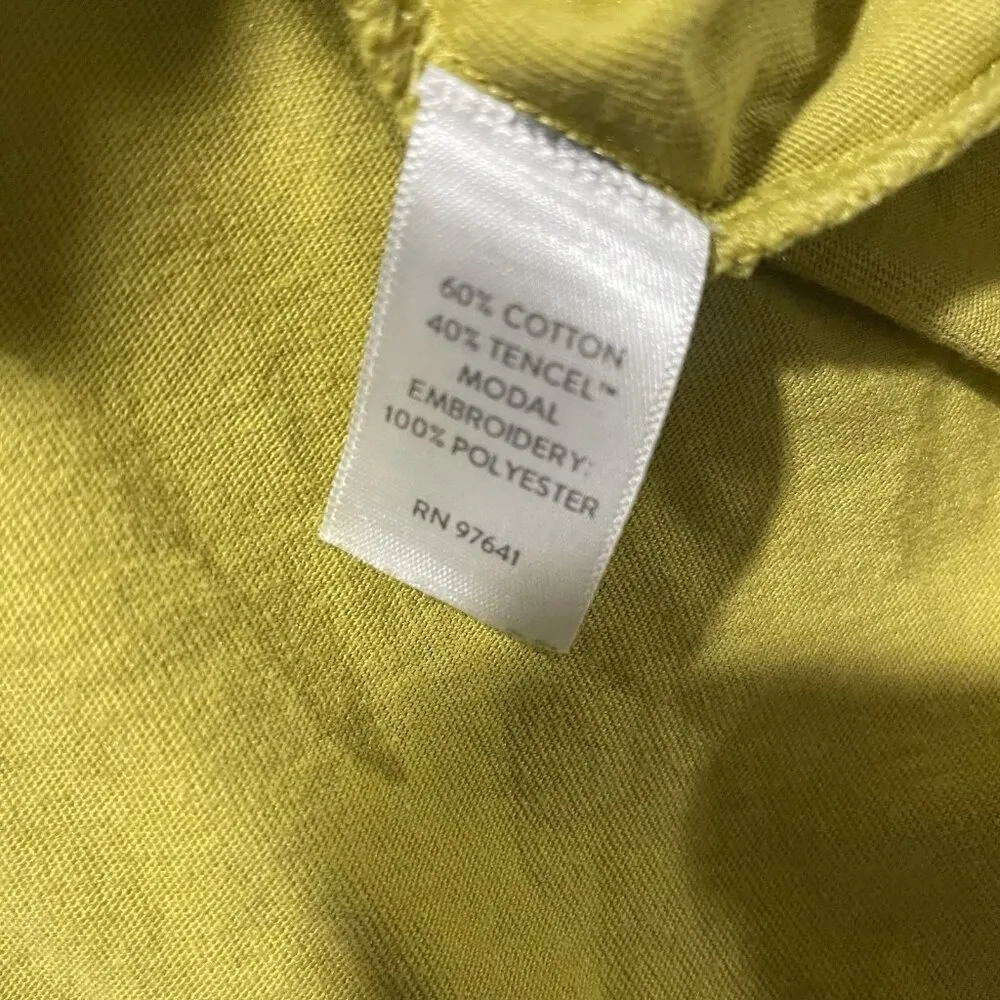 60% COTTON
40% TENCEL™
MODAL
EMBROIDERY:
100% POLYESTER
RN 97641